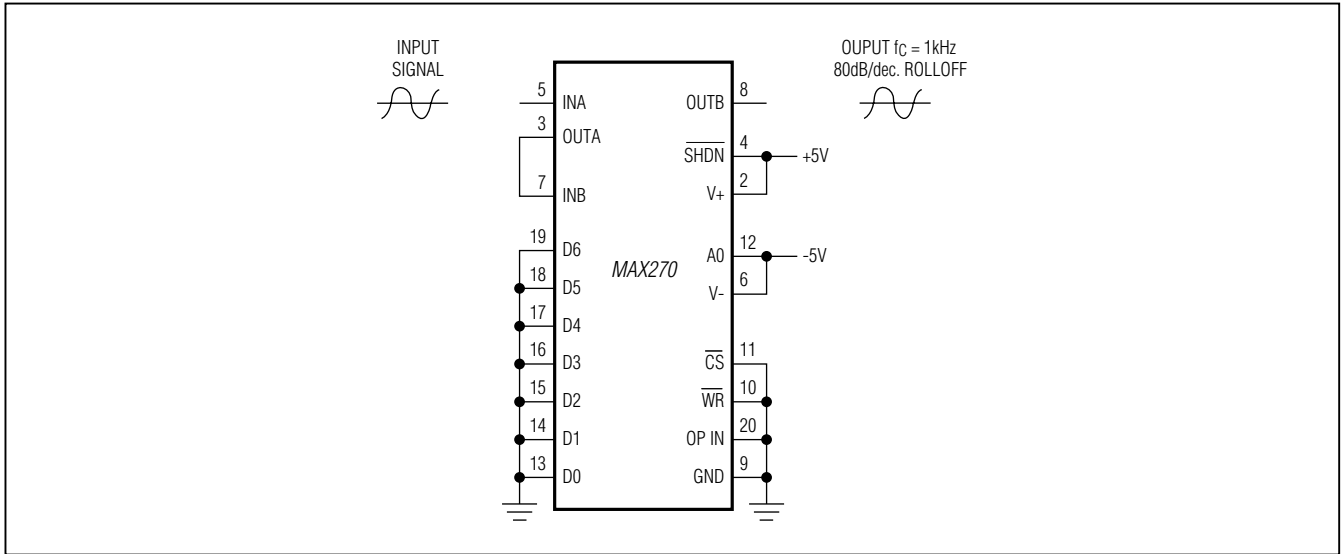 INPUT
SIGNAL
OUPUT fC = 1kHz
80dB/dec. ROLLOFF
5 INA
3 OUTA
7 INB
19 D6
18 D5
17 D4
16 D3
15 D2
14 D1
13 D0
MAX270
OUTB 8
SHDN 4
+5V
V+ 2
A0 12
-5V
V- 6
CS 11
WR 10
OP IN 20
GND 9